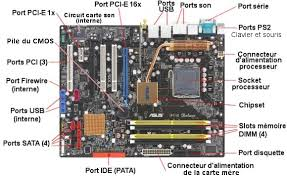 Port PCI-E 16x
Ports
USB
Ports
son
Port série
Port PCI-E 1x
Circuit carte son
(interne)
Ports PS2
Clavier et souris
Pile du CMOS
Connecteur
d'alimentation
processeur
Ports PCI (3)
Port Firewire
(interne)
Socket
processeur
Ports USB
(interne)
Chipset
ASUS
Slots mémoire
DIMM (4)
Ports SATA (4)
Port disquette
Port IDE (PATA)
Connecteur d'alimentation
de la carte mère